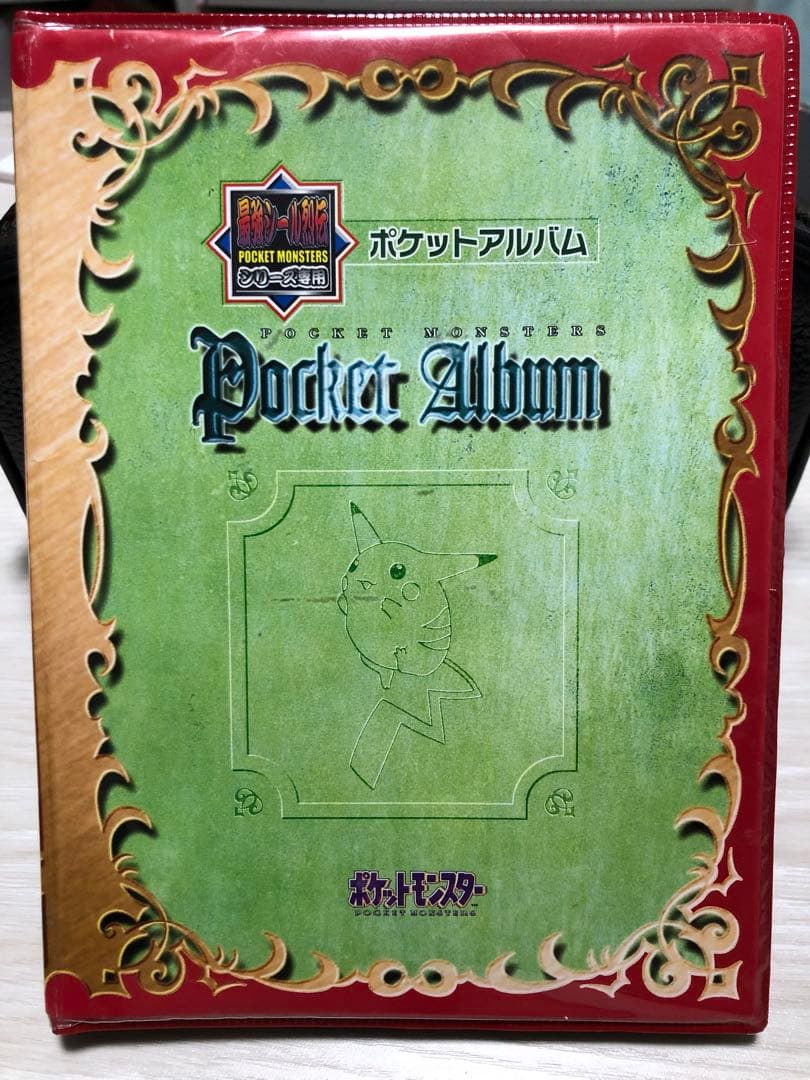 最強シール列伝
POCKET MONSTERS
シリーズ専用
ポケットアルバム
POCKET MONSTERS
Pocket Album
ポケットモンスター
POCKET MONSTERS